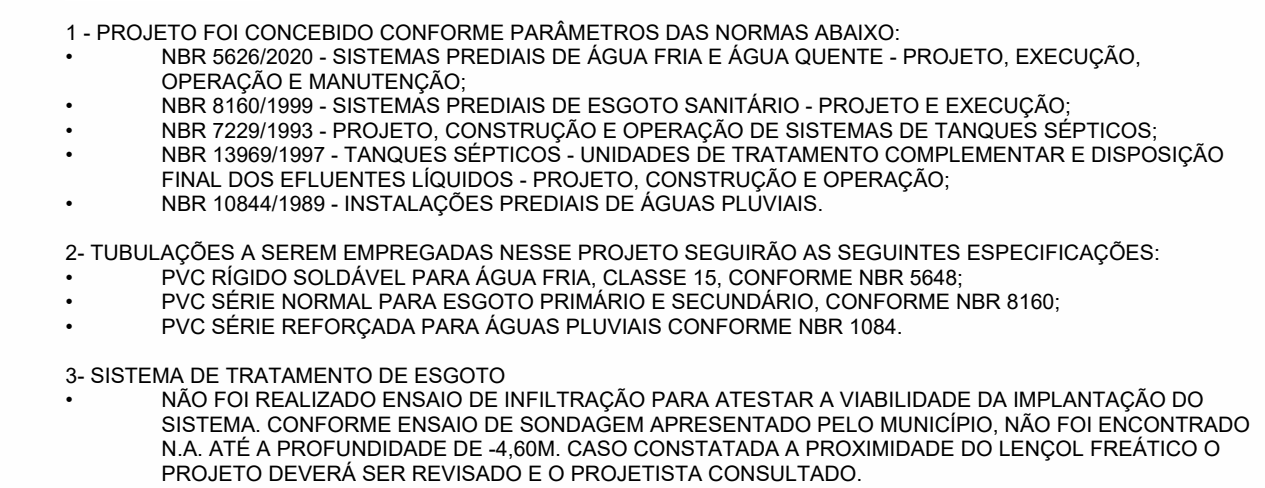 1 - PROJETO FOI CONCEBIDO CONFORME PARÂMETROS DAS NORMAS ABAIXO:
• NBR 5626/2020 - SISTEMAS PREDIAIS DE ÁGUA FRIA E ÁGUA QUENTE - PROJETO, EXECUÇÃO,
OPERAÇÃO E MANUTENÇÃO;
• NBR 8160/1999 - SISTEMAS PREDIAIS DE ESGOTO SANITÁRIO - PROJETO E EXECUÇÃO;
• NBR 7229/1993 - PROJETO, CONSTRUÇÃO E OPERAÇÃO DE SISTEMAS DE TANQUES SÉPTICOS;
• NBR 13969/1997 - TANQUES SÉPTICOS - UNIDADES DE TRATAMENTO COMPLEMENTAR E DISPOSIÇÃO
FINAL DOS EFLUENTES LÍQUIDOS - PROJETO, CONSTRUÇÃO E OPERAÇÃO;
• NBR 10844/1989 - INSTALAÇÕES PREDIAIS DE ÁGUAS PLUVIAIS.
2- TUBULAÇÕES A SEREM EMPREGADAS NESSE PROJETO SEGUIRÃO AS SEGUINTES ESPECIFICAÇÕES:
• PVC RÍGIDO SOLDÁVEL PARA ÁGUA FRIA, CLASSE 15, CONFORME NBR 5648;
• PVC SÉRIE NORMAL PARA ESGOTO PRIMÁRIO E SECUNDÁRIO, CONFORME NBR 8160;
• PVC SÉRIE REFORÇADA PARA ÁGUAS PLUVIAIS CONFORME NBR 1084.
3- SISTEMA DE TRATAMENTO DE ESGOTO
• NÃO FOI REALIZADO ENSAIO DE INFILTRAÇÃO PARA ATESTAR A VIABILIDADE DA IMPLANTAÇÃO DO
SISTEMA. CONFORME ENSAIO DE SONDAGEM APRESENTADO PELO MUNICÍPIO, NÃO FOI ENCONTRADO
N.A. ATÉ A PROFUNDIDADE DE -4,60M. CASO CONSTATADA A PROXIMIDADE DO LENÇOL FREÁTICO O
PROJETO DEVERÁ SER REVISADO E O PROJETISTA CONSULTADO.